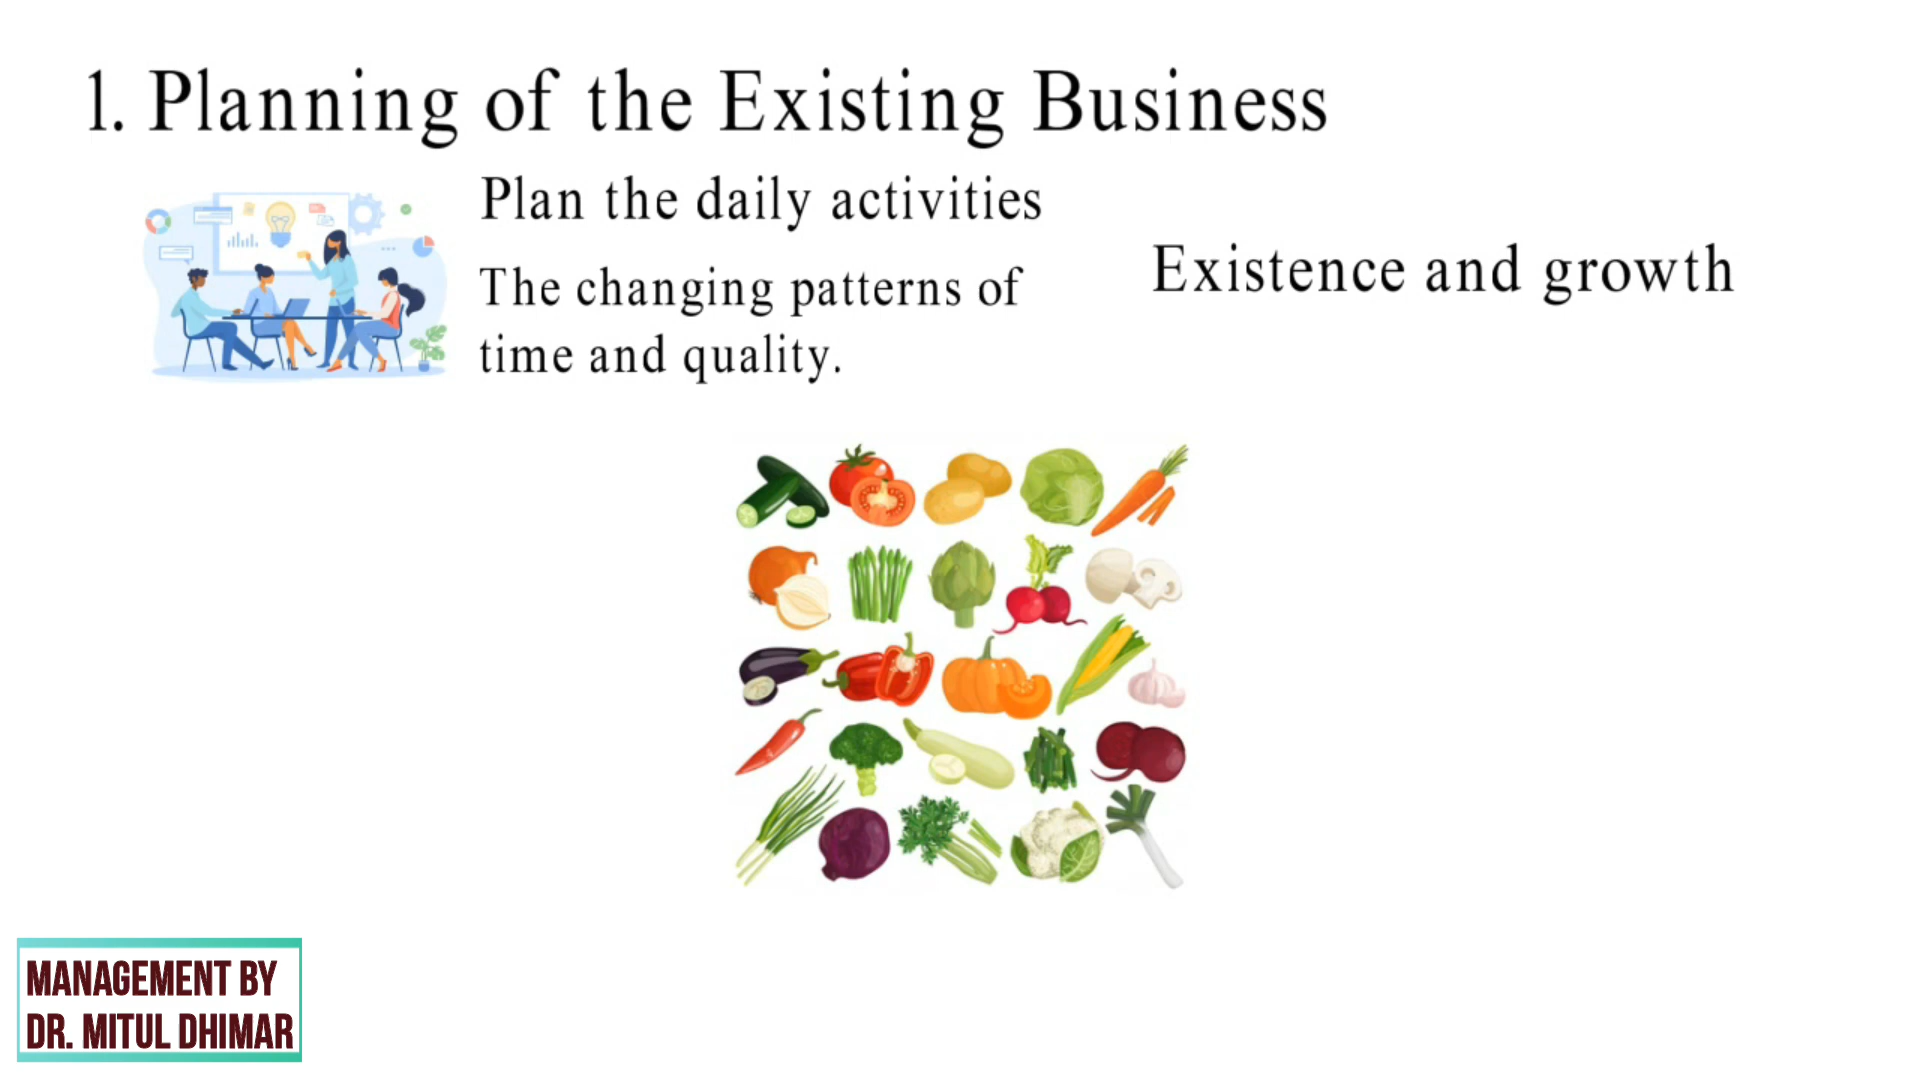 1. Planning of the Existing Business
Plan the daily activities
The changing patterns of
time and quality.
Existence and growth
MANAGEMENT BY
DR. MITUL DHIMAR